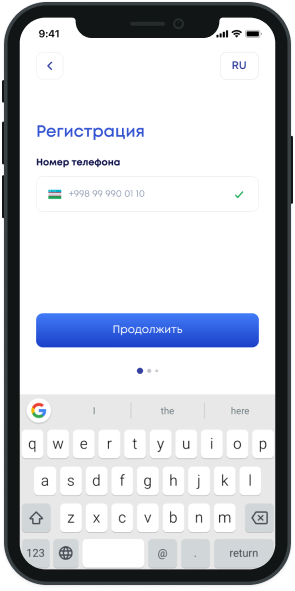 9:41
RU
Регистрация
Номер телефона
+998 99 990 01 10
Продолжить
I the here
q w e r t y u i o p
a s d f g h j k l
z x c v b n m
123 @ . return